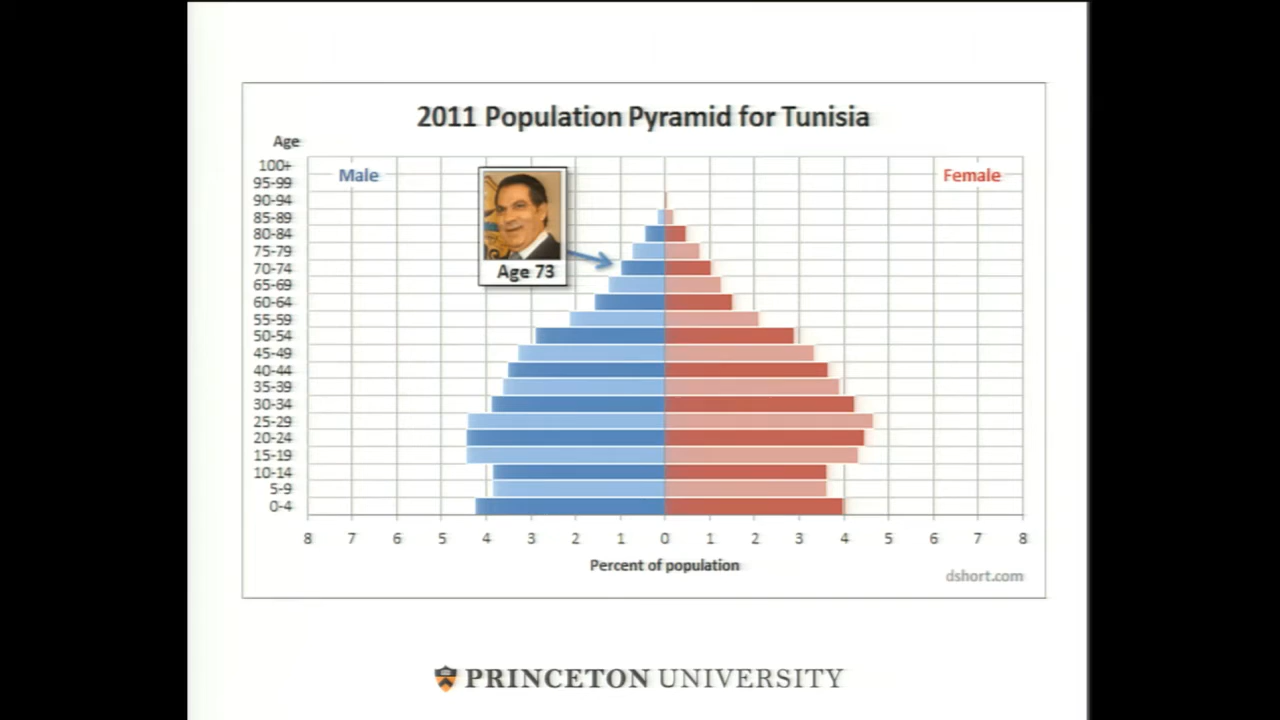 2011 Population Pyramid for Tunisia
Age
100+
95-99
90-94
85-89
80-84
75-79
70-74
65-69
60-64
55-59
50-54
45-49
40-44
35-39
30-34
25-29
20-24
15-19
10-14
5-9
0-4
Male
Female
Age 73
8 7 6 5 4 3 2 1 0 1 2 3 4 5 6 7 8
Percent of population
dshort.com
PRINCETON UNIVERSITY